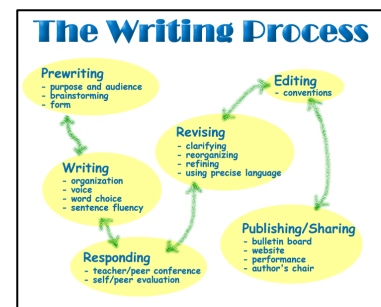 The Writing Process
Prewriting
- purpose and audience
- brainstorming
- form
Writing
- organization
- voice
- word choice
- sentence fluency
Responding
- teacher/peer conference
- self/peer evaluation
Revising
- clarifying
- reorganizing
- refining
- using precise language
Editing
- conventions
Publishing/Sharing
- bulletin board
- website
- performance
- author's chair